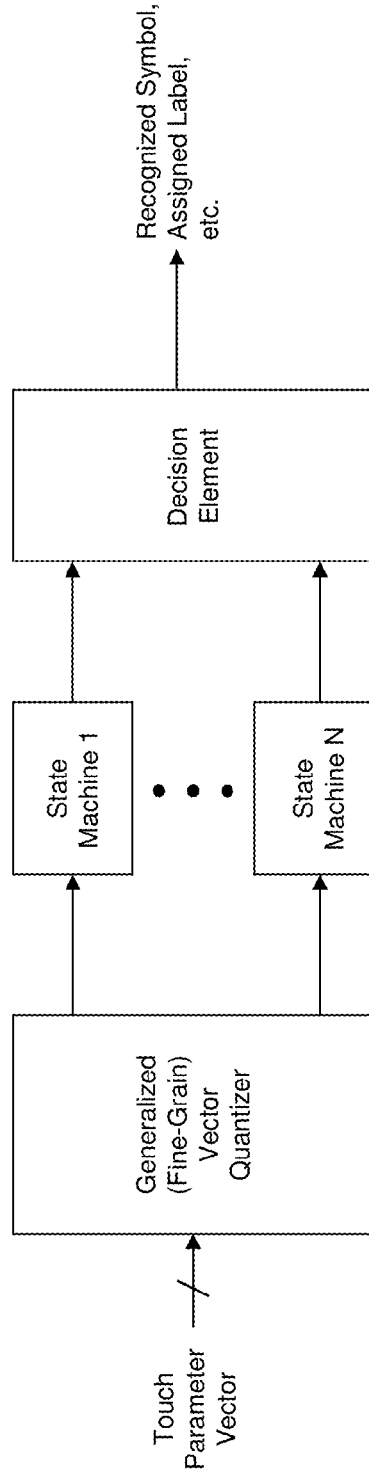 Touch
Parameter
Vector
Generalized
(Fine-Grain)
Vector
Quantizer
State
Machine 1
State
Machine N
Decision
Element
Recognized Symbol,
Assigned Label,
etc.